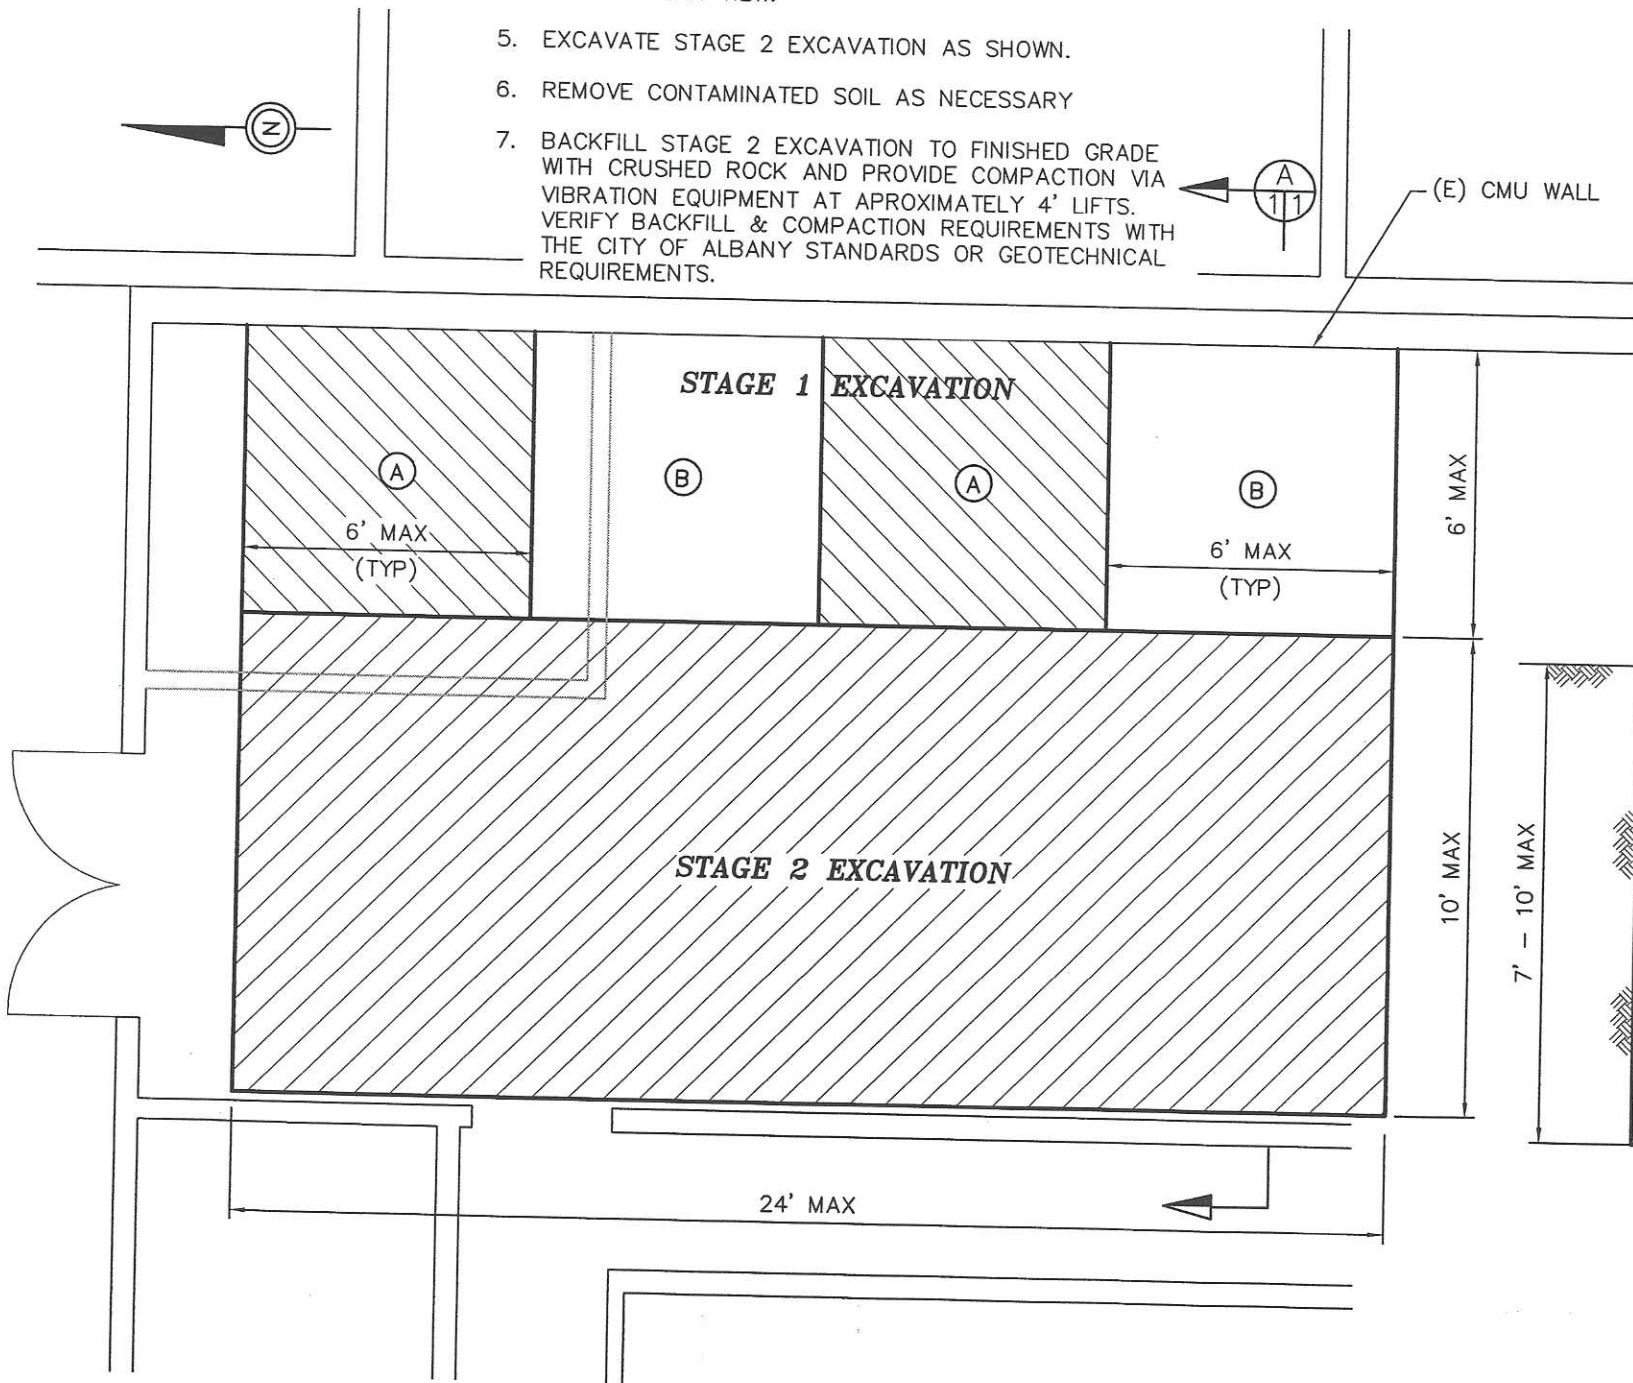 5. EXCAVATE STAGE 2 EXCAVATION AS SHOWN.
6. REMOVE CONTAMINATED SOIL AS NECESSARY
7. BACKFILL STAGE 2 EXCAVATION TO FINISHED GRADE
WITH CRUSHED ROCK AND PROVIDE COMPACTION VIA
VIBRATION EQUIPMENT AT APROXIMATELY 4' LIFTS.
VERIFY BACKFILL & COMPACTION REQUIREMENTS WITH
THE CITY OF ALBANY STANDARDS OR GEOTECHNICAL
REQUIREMENTS.
N
A
1 1
(E) CMU WALL
STAGE 1 EXCAVATION
A
B
A
B
6' MAX
(TYP)
6' MAX
(TYP)
6' MAX
STAGE 2 EXCAVATION
10' MAX
7' – 10' MAX
24' MAX